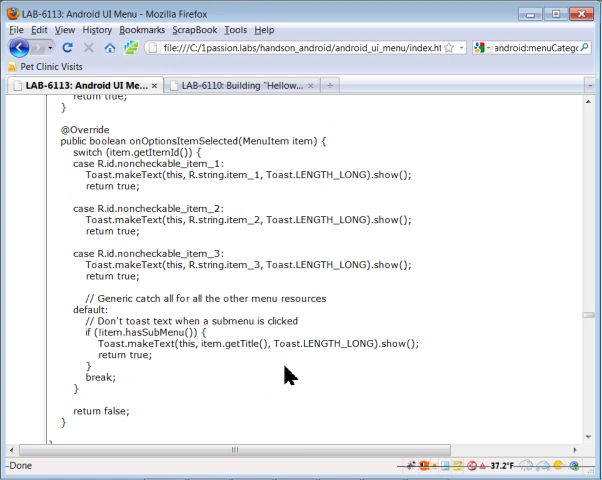 LAB-6113: Android UI Menu - Mozilla Firefox
File Edit View History Bookmarks ScrapBook Tools Help
file:///C:/1passion.labs/handson_android/android_ui_menu/index.ht android:menuCateg
Pet Clinic Visits
LAB-6113: Android UI Me... LAB-6110: Building "Hellow...
return true;
}
@Override
public boolean onOptionsItemSelected(MenuItem item) {
switch (item.getItemId()) {
case R.id.noncheckable_item_1:
Toast.makeText(this, R.string.item_1, Toast.LENGTH_LONG).show();
return true;
case R.id.noncheckable_item_2:
Toast.makeText(this, R.string.item_2, Toast.LENGTH_LONG).show();
return true;
case R.id.noncheckable_item_3:
Toast.makeText(this, R.string.item_3, Toast.LENGTH_LONG).show();
return true;
// Generic catch all for all the other menu resources
default:
// Don't toast text when a submenu is clicked
if (!item.hasSubMenu()) {
Toast.makeText(this, item.getTitle(), Toast.LENGTH_LONG).show();
return true;
}
break;
}
return false;
}
}
Done 37.2°F